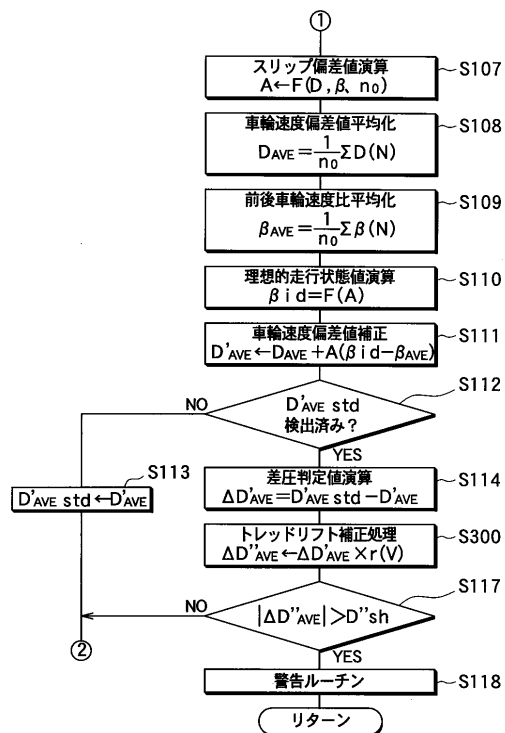 ①
スリップ偏差値演算
A←F(D,β、n₀)
S107
車輪速度偏差値平均化
DAVE=1/n₀ΣD(N)
S108
前後車輪速度比平均化
βAVE=1/n₀Σβ(N)
S109
理想的走行状態値演算
βid=F(A)
S110
車輪速度偏差値補正
D'AVE←DAVE+A(βid-βAVE)
S111
D'AVE std
検出済み?
S112
NO
YES
D'AVE std←D'AVE
S113
差圧判定値演算
ΔD'AVE=D'AVE std-D'AVE
S114
トレッドリフト補正処理
ΔD''AVE←ΔD'AVE×r(V)
S300
|ΔD''AVE|>D''sh
S117
NO
YES
②
警告ルーチン
S118
リターン